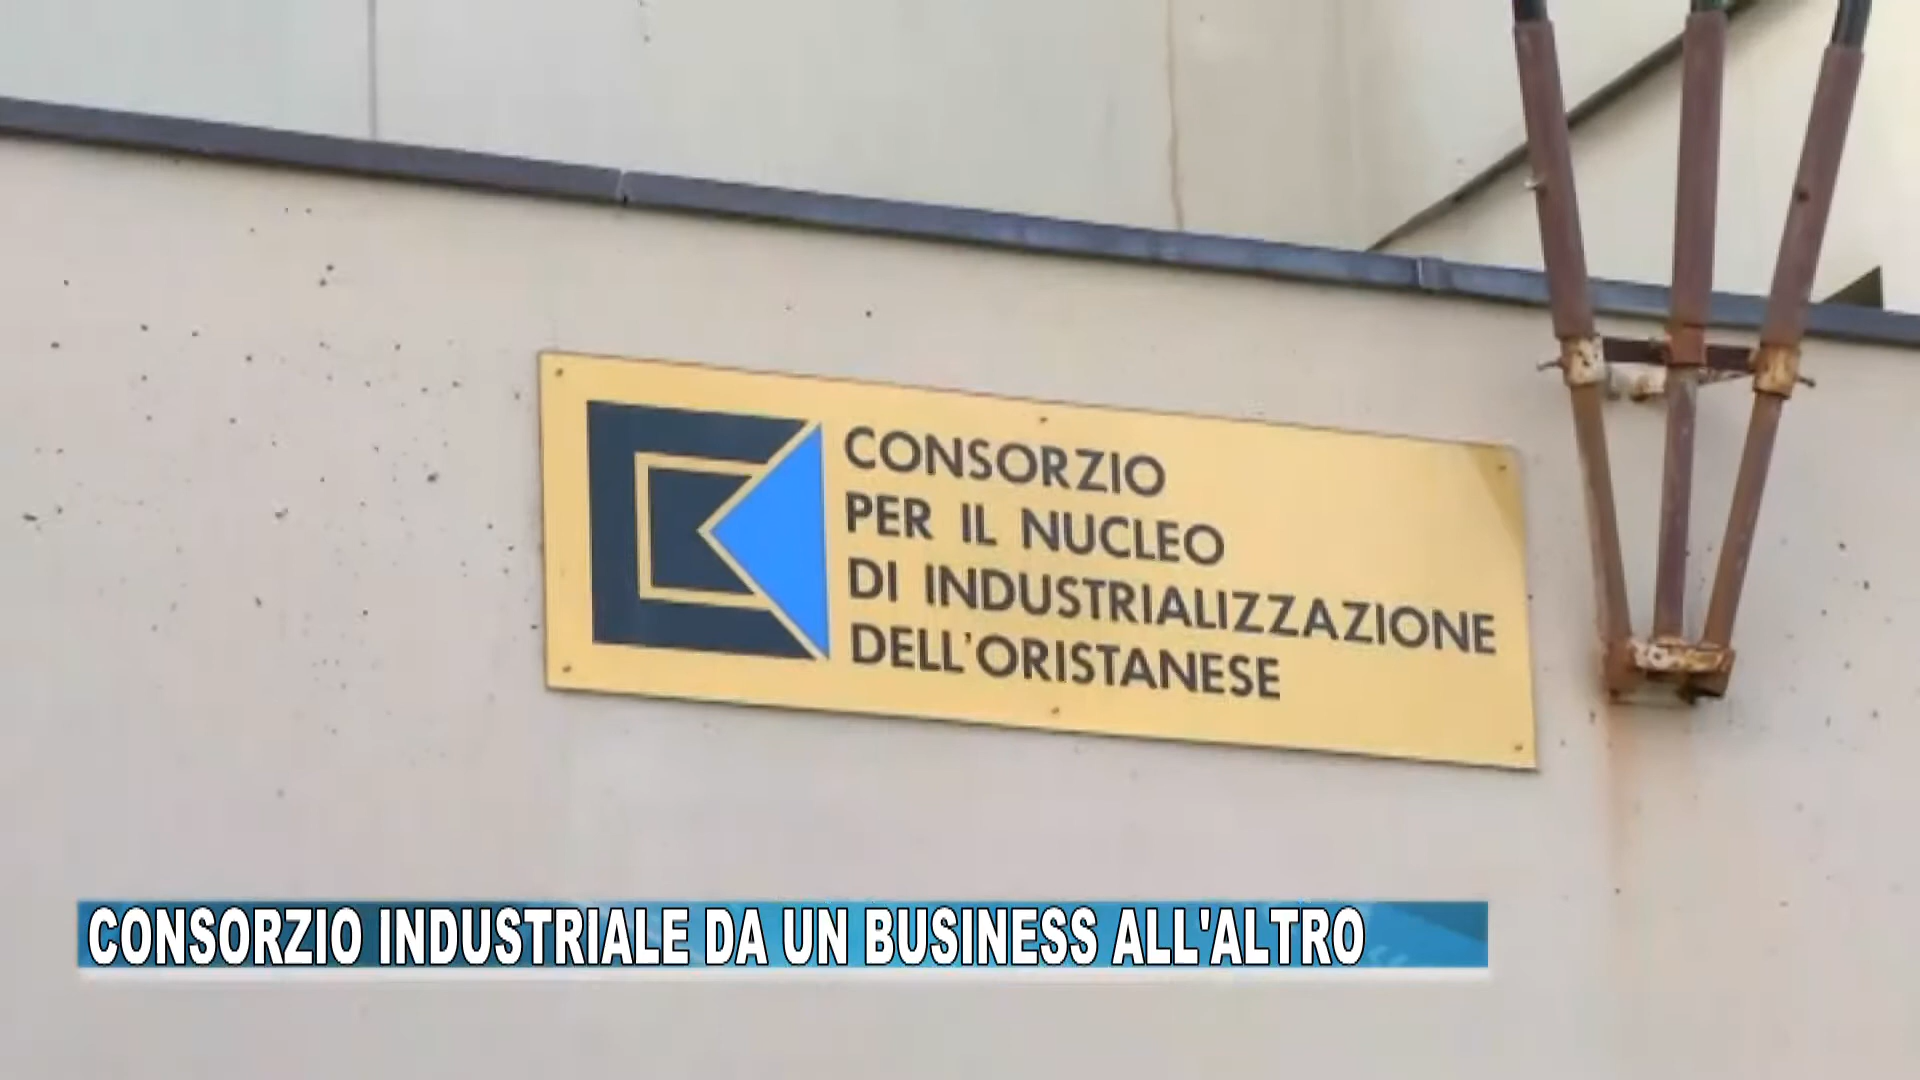 CONSORZIO
PER IL NUCLEO
DI INDUSTRIALIZZAZIONE
DELL'ORISTANESE
CONSORZIO INDUSTRIALE DA UN BUSINESS ALL'ALTRO